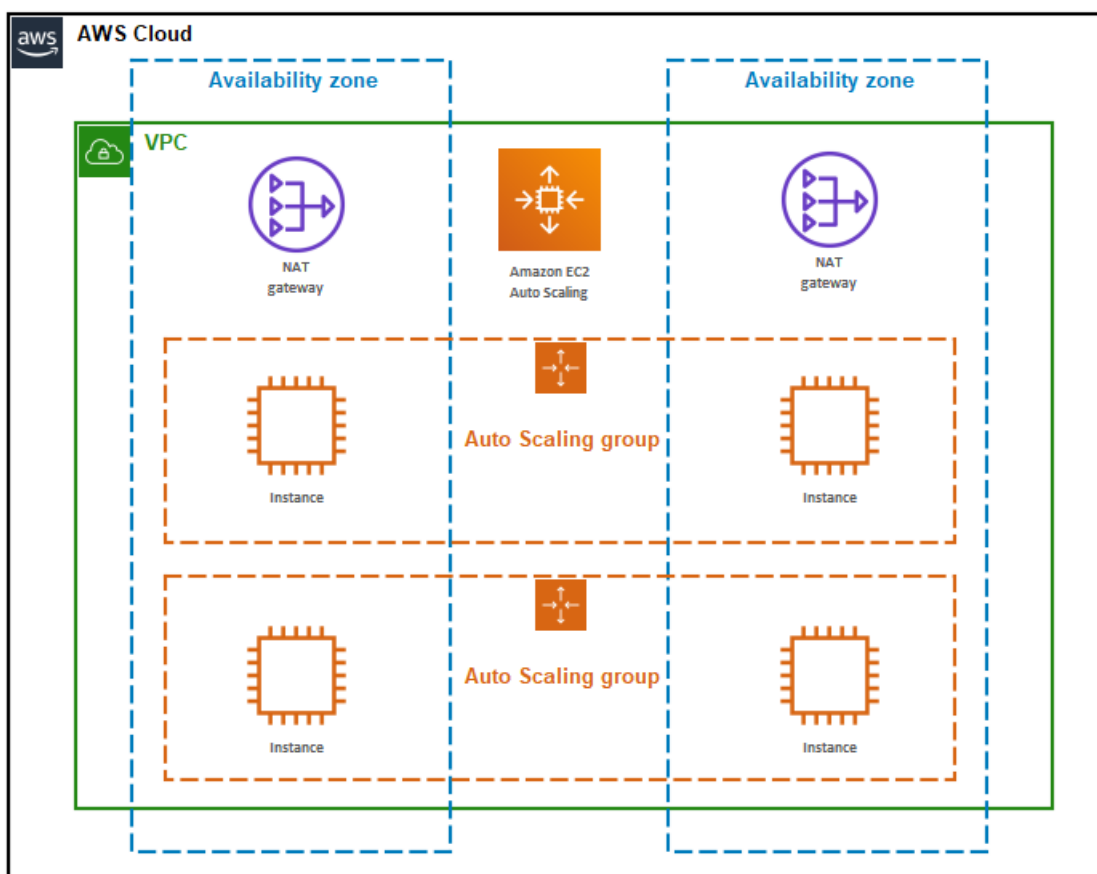 aws
AWS Cloud
Availability zone
Availability zone
VPC
NAT
gateway
Amazon EC2
Auto Scaling
NAT
gateway
Auto Scaling group
Instance
Instance
Auto Scaling group
Instance
Instance